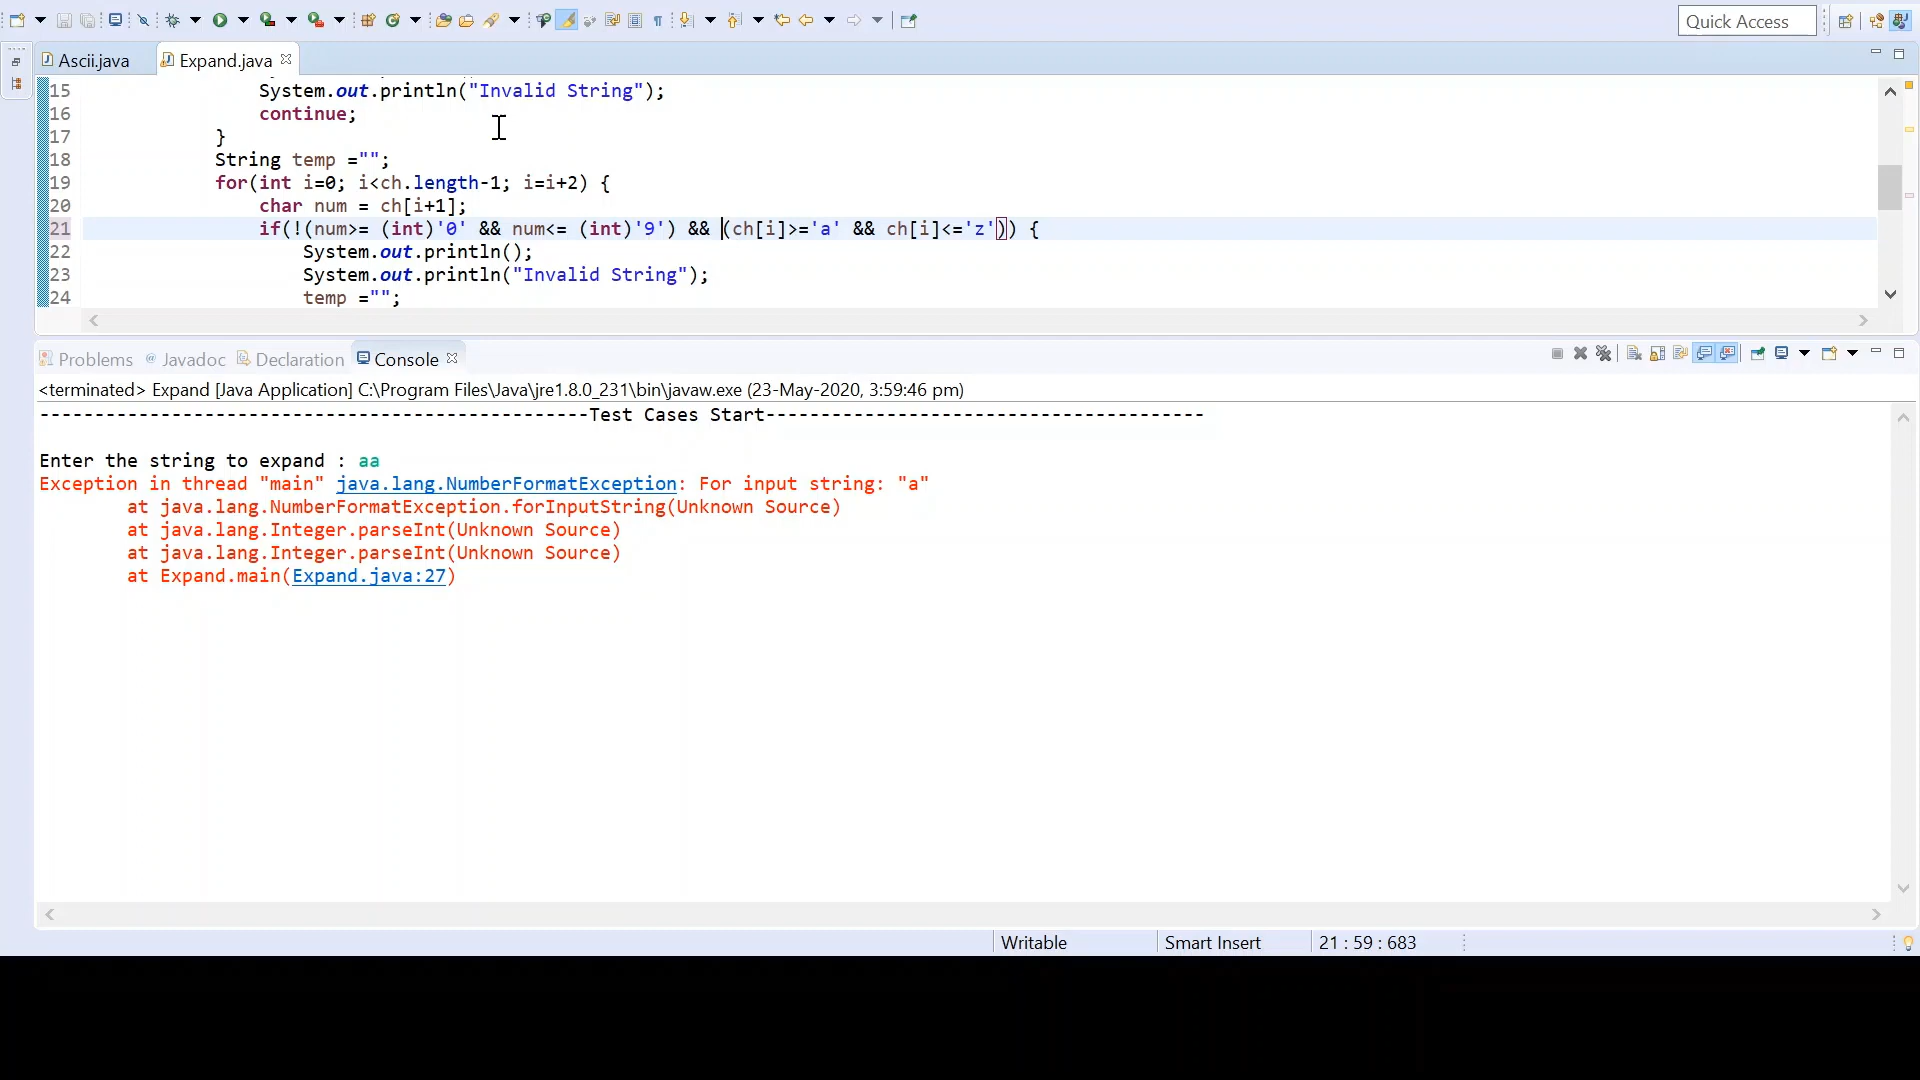 Quick Access
Ascii.java
Expand.java
15 System.out.println("Invalid String");
16 continue;
17 }
18 String temp ="";
19 for(int i=0; i<ch.length-1; i=i+2) {
20 char num = ch[i+1];
21 if(!(num>= (int)'0' && num<= (int)'9') && (ch[i]>='a' && ch[i]<='z')) {
22 System.out.println();
23 System.out.println("Invalid String");
24 temp ="";
Problems Javadoc Declaration Console
<terminated> Expand [Java Application] C:\Program Files\Java\jre1.8.0_231\bin\javaw.exe (23-May-2020, 3:59:46 pm)
--------------------------------------------------Test Cases Start----------------------------------------
Enter the string to expand : aa
Exception in thread "main" java.lang.NumberFormatException: For input string: "a"
at java.lang.NumberFormatException.forInputString(Unknown Source)
at java.lang.Integer.parseInt(Unknown Source)
at java.lang.Integer.parseInt(Unknown Source)
at Expand.main(Expand.java:27)
Writable Smart Insert 21 : 59 : 683